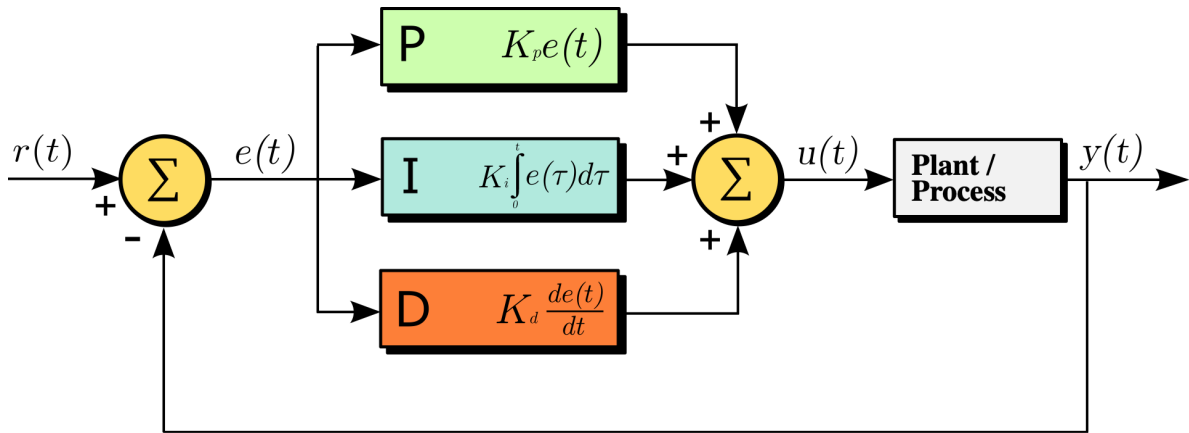 P K_p e(t)
+
r(t)
Σ
e(t)
+
-
I K_i ∫_0^t e(τ)dτ
+
Σ
u(t)
Plant /
Process
y(t)
+
D K_d de(t)/dt